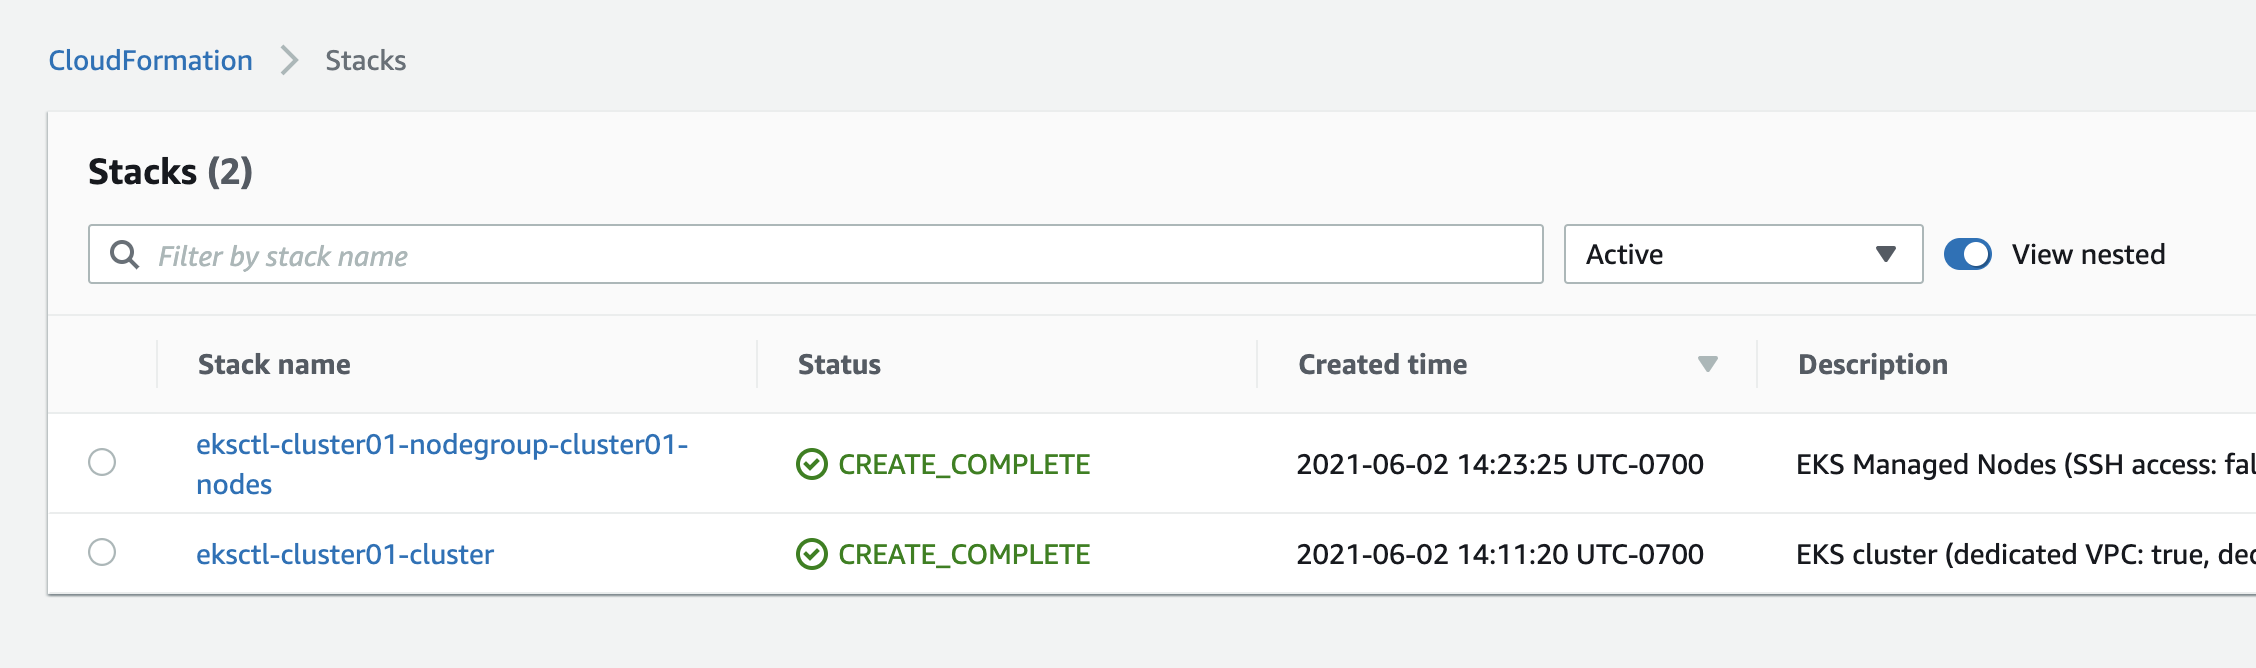 CloudFormation > Stacks
Stacks (2)
Filter by stack name
Active
View nested
Stack name Status Created time Description
eksctl-cluster01-nodegroup-cluster01-
nodes
CREATE_COMPLETE 2021-06-02 14:23:25 UTC-0700 EKS Managed Nodes (SSH access:
eksctl-cluster01-cluster CREATE_COMPLETE 2021-06-02 14:11:20 UTC-0700 EKS cluster (dedicated VPC: true,